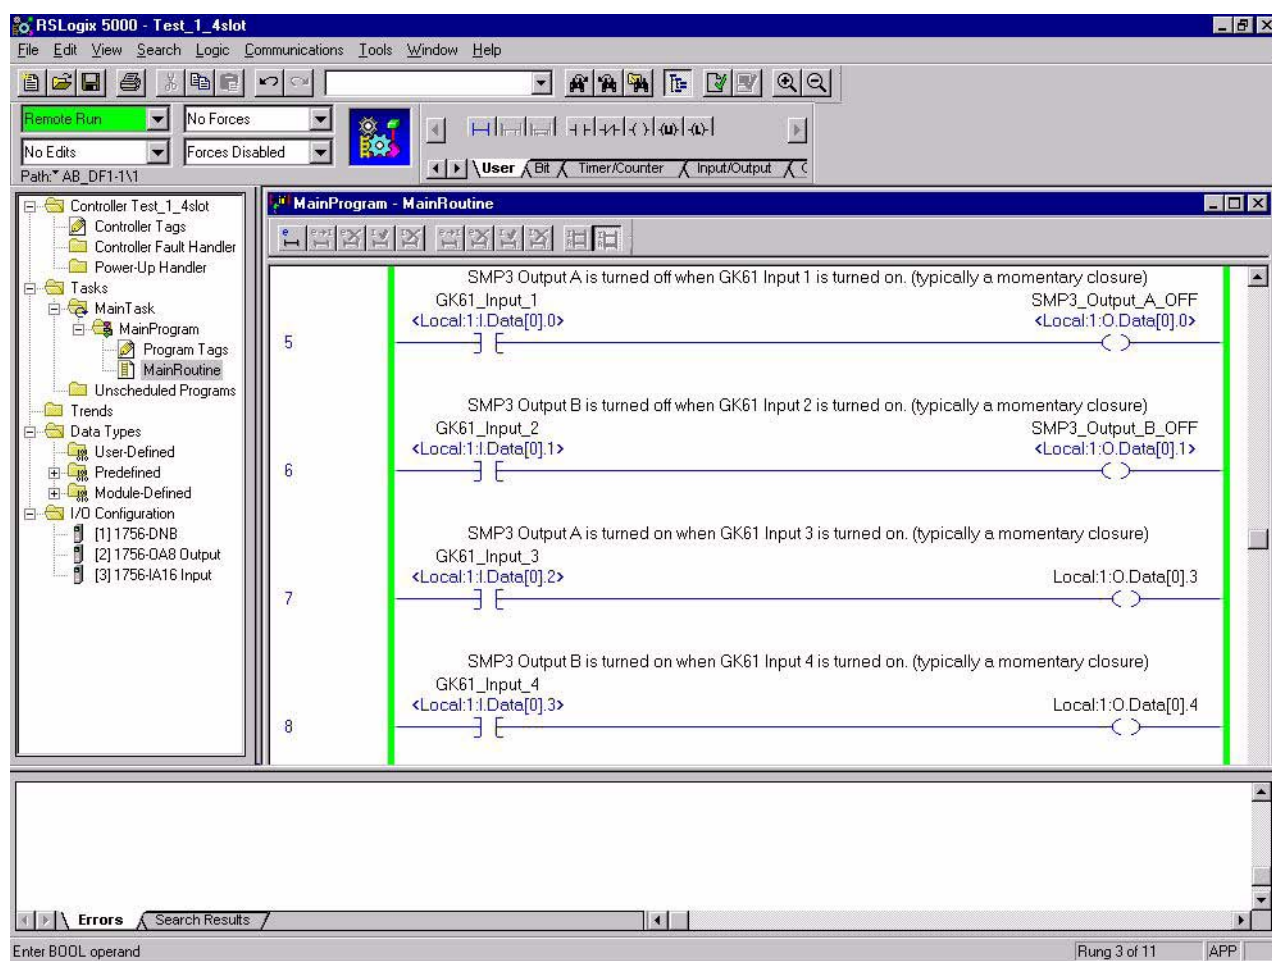 RSLogix 5000 - Test_1_4slot
File Edit View Search Logic Communications Tools Window Help
Remote Run No Forces
No Edits Forces Disabled
Path:* AB_DF1-1\1
User Bit Timer/Counter Input/Output
Controller Test_1_4slot
Controller Tags
Controller Fault Handler
Power-Up Handler
Tasks
MainTask
MainProgram
Program Tags
MainRoutine
Unscheduled Programs
Trends
Data Types
User-Defined
Predefined
Module-Defined
I/O Configuration
[1] 1756-DNB
[2] 1756-OA8 Output
[3] 1756-IA16 Input
MainProgram - MainRoutine
SMP3 Output A is turned off when GK61 Input 1 is turned on. (typically a momentary closure)
GK61_Input_1 SMP3_Output_A_OFF
<Local:1:I.Data[0].0> <Local:1:O.Data[0].0>
5
SMP3 Output B is turned off when GK61 Input 2 is turned on. (typically a momentary closure)
GK61_Input_2 SMP3_Output_B_OFF
<Local:1:I.Data[0].1> <Local:1:O.Data[0].1>
6
SMP3 Output A is turned on when GK61 Input 3 is turned on. (typically a momentary closure)
GK61_Input_3
<Local:1:I.Data[0].2> Local:1:O.Data[0].3
7
SMP3 Output B is turned on when GK61 Input 4 is turned on. (typically a momentary closure)
GK61_Input_4
<Local:1:I.Data[0].3> Local:1:O.Data[0].4
8
Errors Search Results
Enter BOOL operand Rung 3 of 11 APP